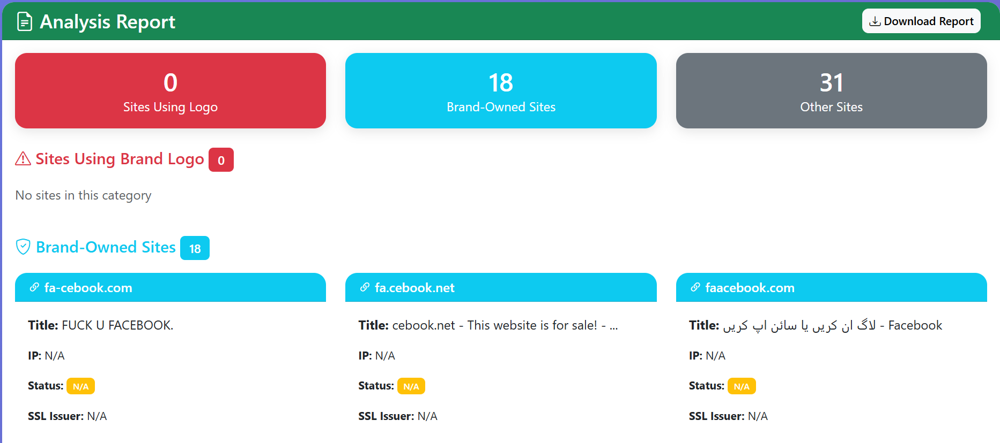 Analysis Report
Download Report
0
Sites Using Logo
18
Brand-Owned Sites
31
Other Sites
Sites Using Brand Logo 0
No sites in this category
Brand-Owned Sites 18
fa-cebook.com
Title: FUCK U FACEBOOK.
IP: N/A
Status: N/A
SSL Issuer: N/A
fa.cebook.net
Title: cebook.net - This website is for sale! - ...
IP: N/A
Status: N/A
SSL Issuer: N/A
faacebook.com
Title: لاگ ان کریں یا سائن اپ کریں - Facebook
IP: N/A
Status: N/A
SSL Issuer: N/A